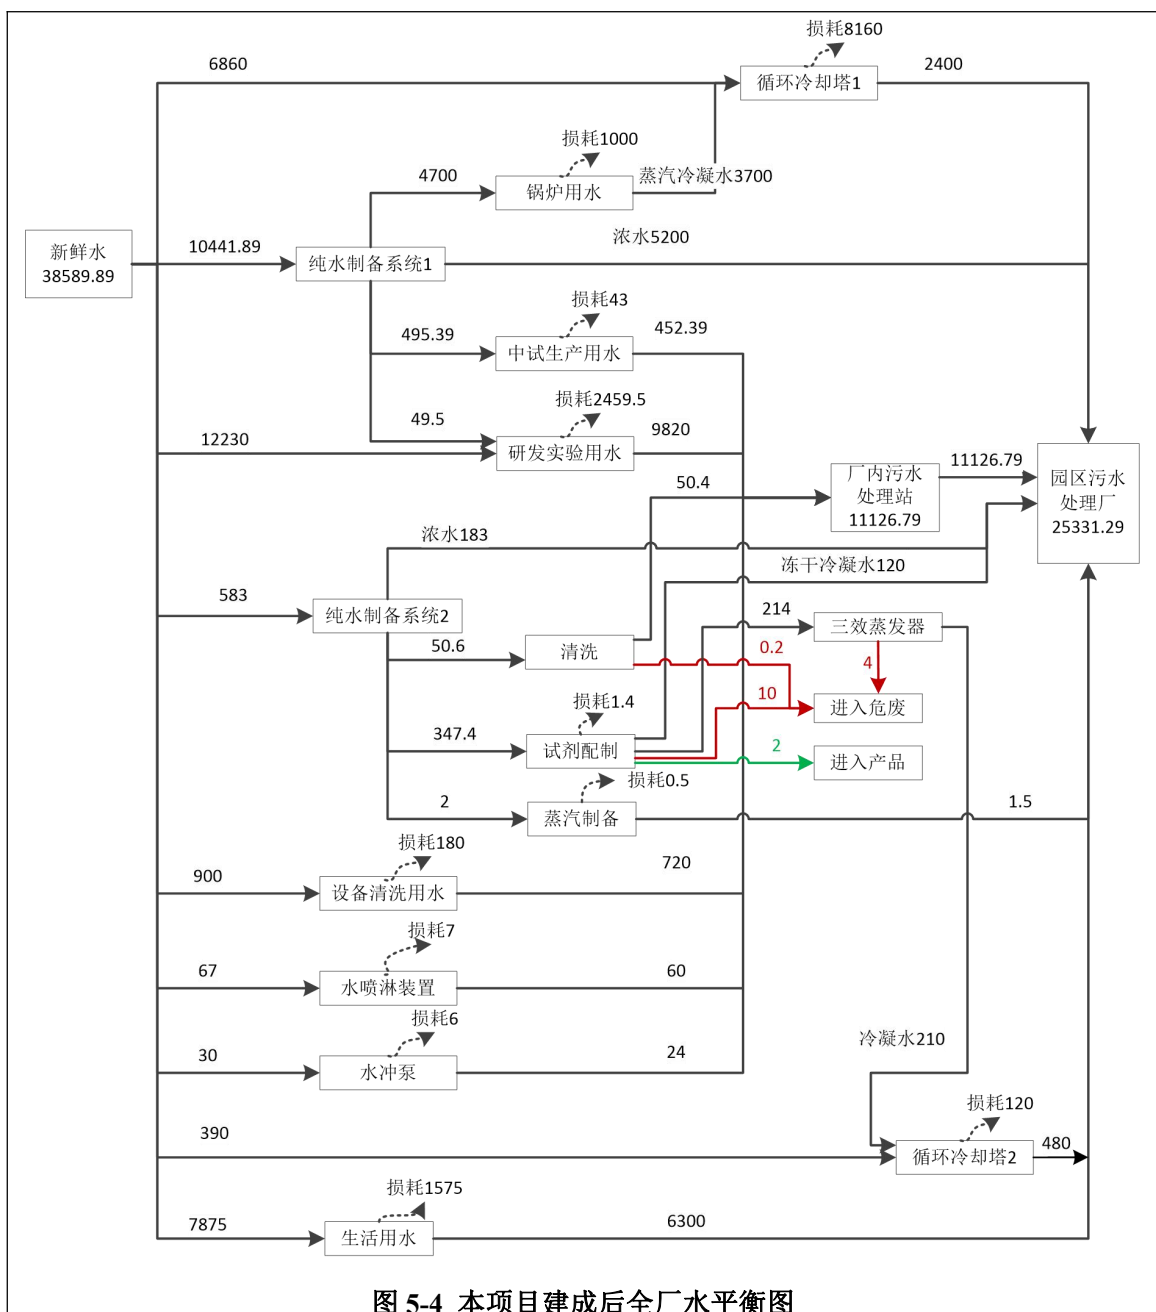 损耗8160
6860
循环冷却塔1
2400
损耗1000
4700
锅炉用水
蒸汽冷凝水3700
新鲜水
38589.89
10441.89
纯水制备系统1
浓水5200
损耗43
495.39
中试生产用水
452.39
损耗2459.5
49.5
12230
研发实验用水
9820
50.4
厂内污水
处理站
11126.79
11126.79
园区污水
处理厂
25331.29
浓水183
冻干冷凝水120
583
纯水制备系统2
214
三效蒸发器
50.6
清洗
0.2
4
10
进入危废
损耗1.4
347.4
试剂配制
2
进入产品
损耗0.5
2
蒸汽制备
1.5
损耗180
900
设备清洗用水
720
损耗7
67
水喷淋装置
60
损耗6
30
水冲泵
24
冷凝水210
损耗120
390
循环冷却塔2
480
损耗1575
7875
生活用水
6300
图 5-4 本项目建成后全厂水平衡图